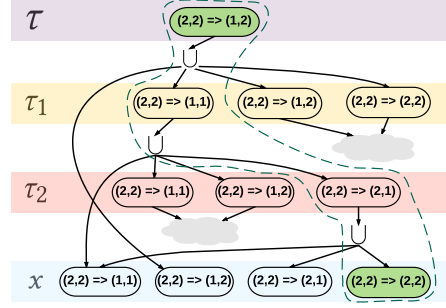 τ (2,2) => (1,2)
∪
τ₁ (2,2) => (1,1) (2,2) => (1,2) (2,2) => (2,2)
∪
τ₂ (2,2) => (1,1) (2,2) => (1,2) (2,2) => (2,1)
∪
x (2,2) => (1,1) (2,2) => (1,2) (2,2) => (2,1) (2,2) => (2,2)